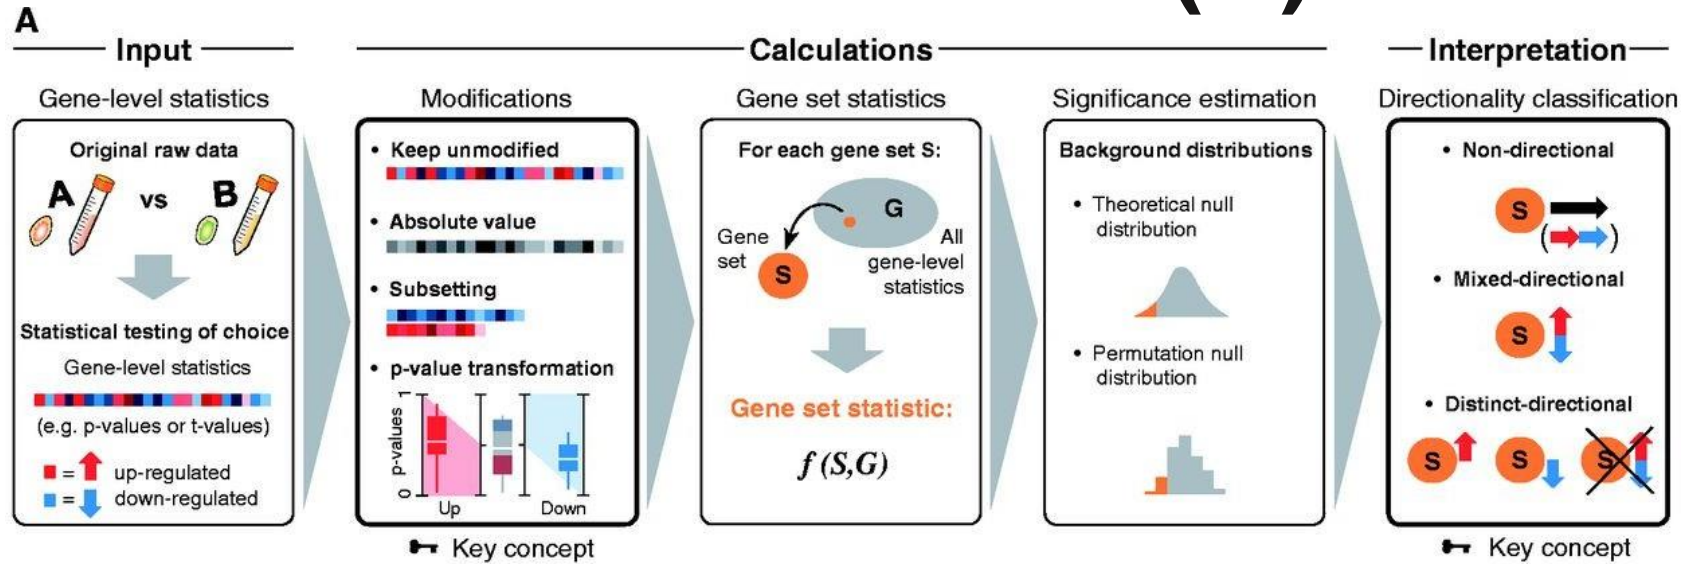 A
Input
Calculations
Interpretation
Gene-level statistics
Modifications
Gene set statistics
Significance estimation
Directionality classification
Original raw data
A vs B
Statistical testing of choice
Gene-level statistics
(e.g. p-values or t-values)
= up-regulated
= down-regulated
• Keep unmodified
• Absolute value
• Subsetting
• p-value transformation
p-values
1
0
Up
Down
Key concept
For each gene set S:
G
Gene
set
S
All
gene-level
statistics
Gene set statistic:
f (S,G)
Background distributions
• Theoretical null
distribution
• Permutation null
distribution
• Non-directional
S
( )
• Mixed-directional
S
• Distinct-directional
S S S
Key concept